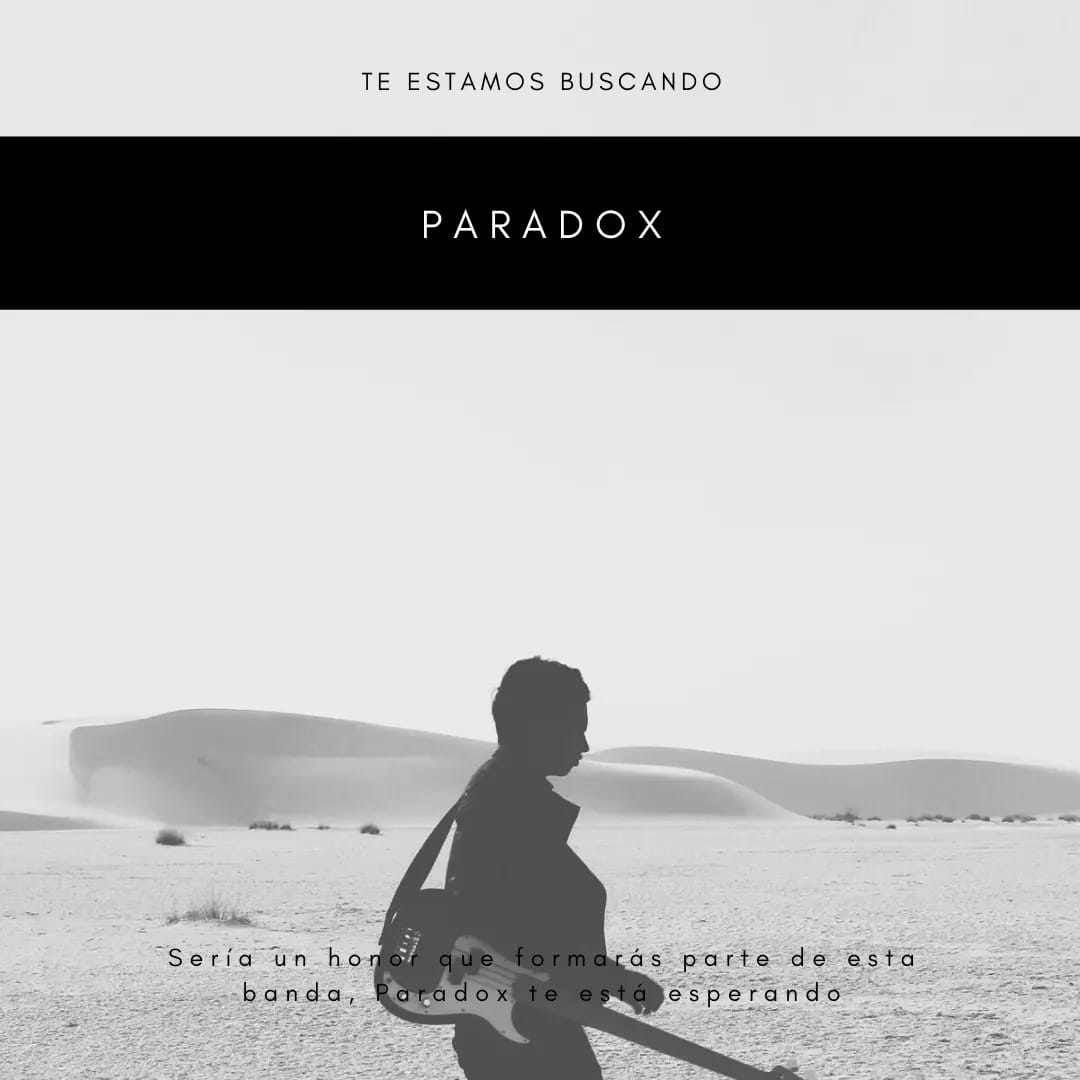 TE ESTAMOS BUSCANDO
PARADOX
Sería un honor que formarás parte de esta
banda, Paradox te está esperando